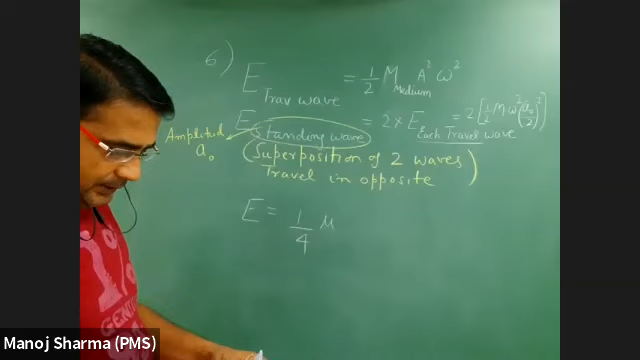 6)
E Trav wave = 1/2 M Medium A² ω²
E Standing wave = 2 × E Each Travel wave = 2 [1/2 M ω² (a₀/2)²]
Amplitud a₀
(Superposition of 2 waves
Travel in opposite)
E = 1/4 μ
Manoj Sharma (PMS)